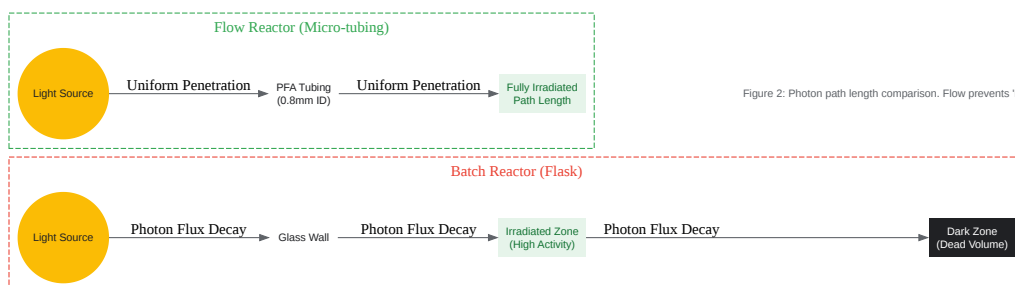 Flow Reactor (Micro-tubing)
Light Source
Uniform Penetration
PFA Tubing
(0.8mm ID)
Uniform Penetration
Fully Irradiated
Path Length
Figure 2: Photon path length comparison. Flow prevents '
Batch Reactor (Flask)
Light Source
Photon Flux Decay
Glass Wall
Photon Flux Decay
Irradiated Zone
(High Activity)
Photon Flux Decay
Dark Zone
(Dead Volume)